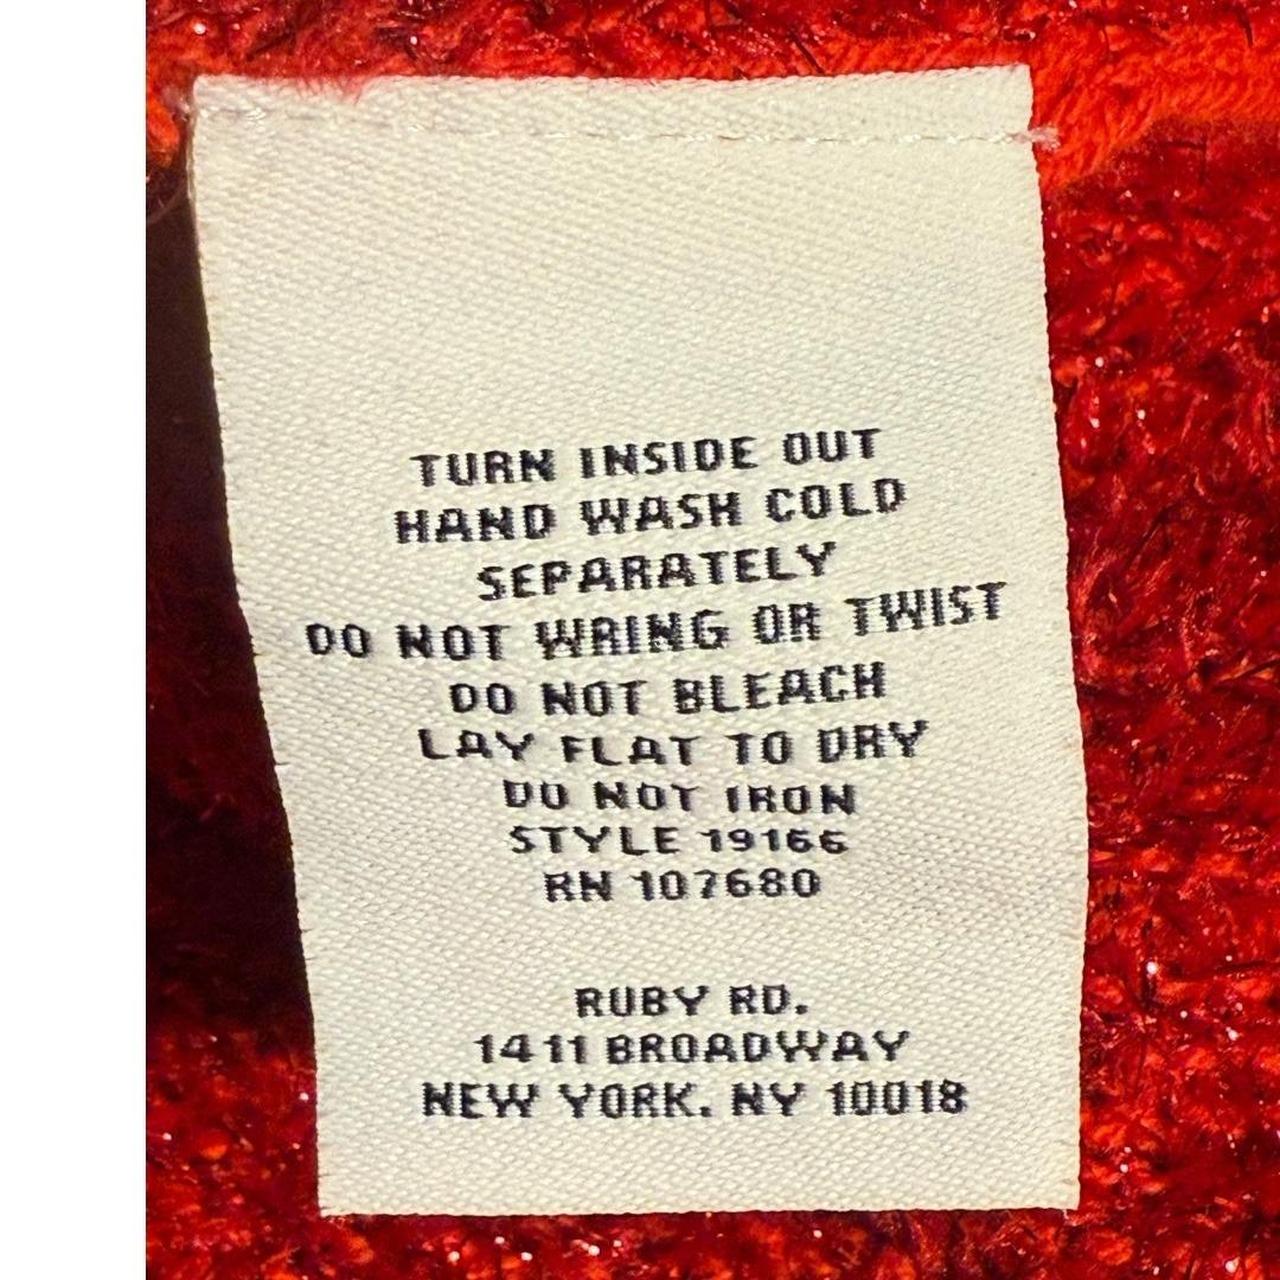 TURN INSIDE OUT
HAND WASH COLD
SEPARATELY
DO NOT WRING OR TWIST
DO NOT BLEACH
LAY FLAT TO DRY
DO NOT IRON
STYLE 19166
RN 107680
RUBY RD.
1411 BROADWAY
NEW YORK, NY 10018